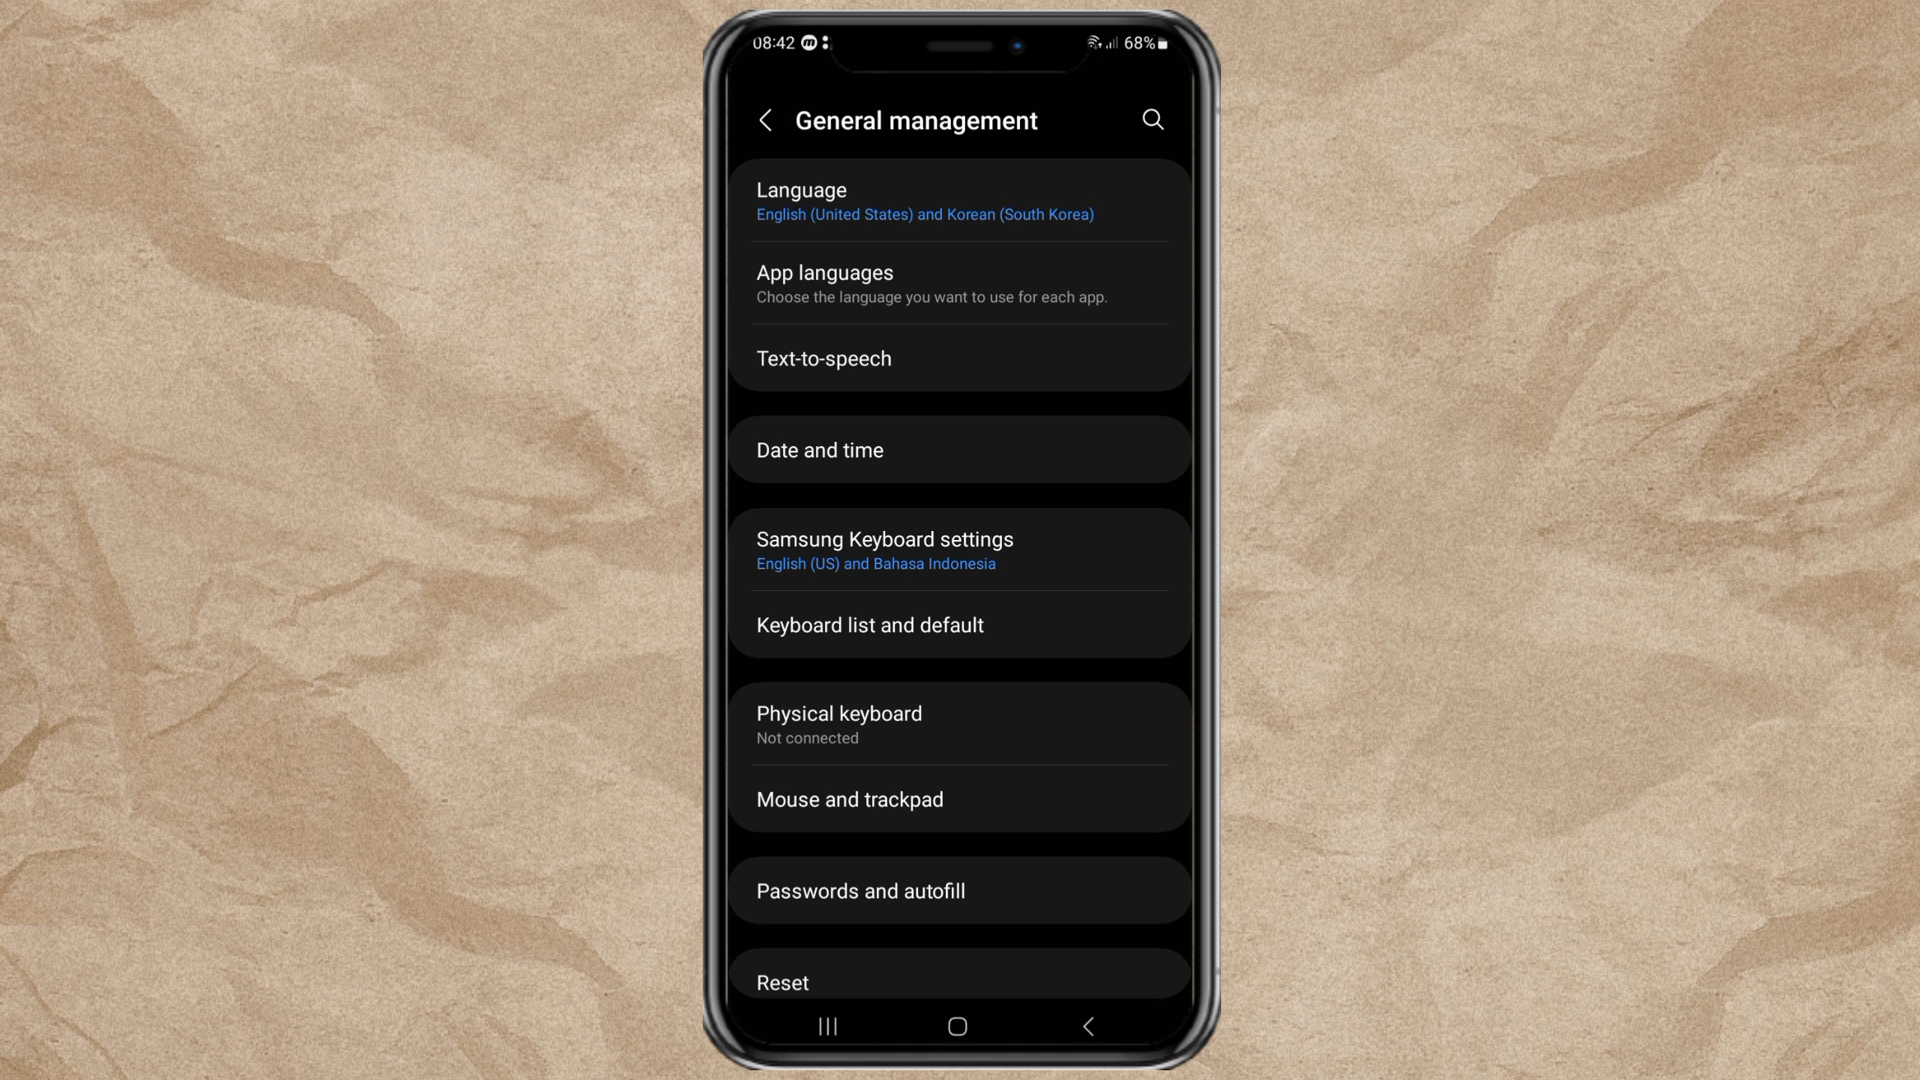 08:42
68%
General management
Language
English (United States) and Korean (South Korea)
App languages
Choose the language you want to use for each app.
Text-to-speech
Date and time
Samsung Keyboard settings
English (US) and Bahasa Indonesia
Keyboard list and default
Physical keyboard
Not connected
Mouse and trackpad
Passwords and autofill
Reset